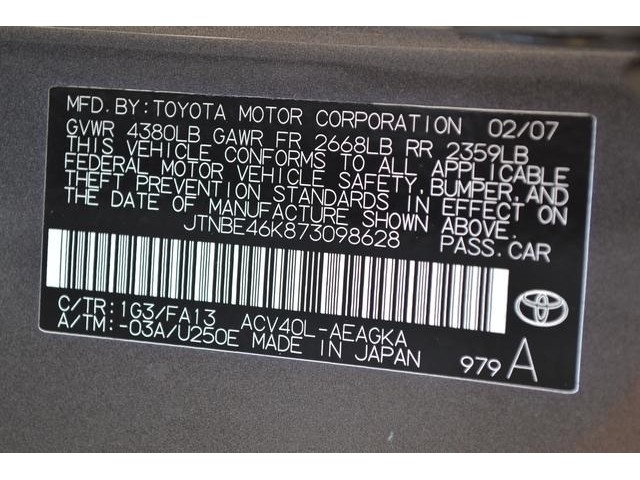 MFD. BY: TOYOTA MOTOR CORPORATION 02/07
GVWR 4380LB GAWR FR 2668LB RR 2359LB
THIS VEHICLE CONFORMS TO ALL APPLICABLE
FEDERAL MOTOR VEHICLE SAFETY, BUMPER, AND
THEFT PREVENTION STANDARDS IN EFFECT ON
THE DATE OF MANUFACTURE SHOWN ABOVE.
JTNBE46K873098628 PASS. CAR
C/TR: 1G3/FA13 ACV40L-AEAGKA
A/TM: -03A/U250E MADE IN JAPAN
979 A